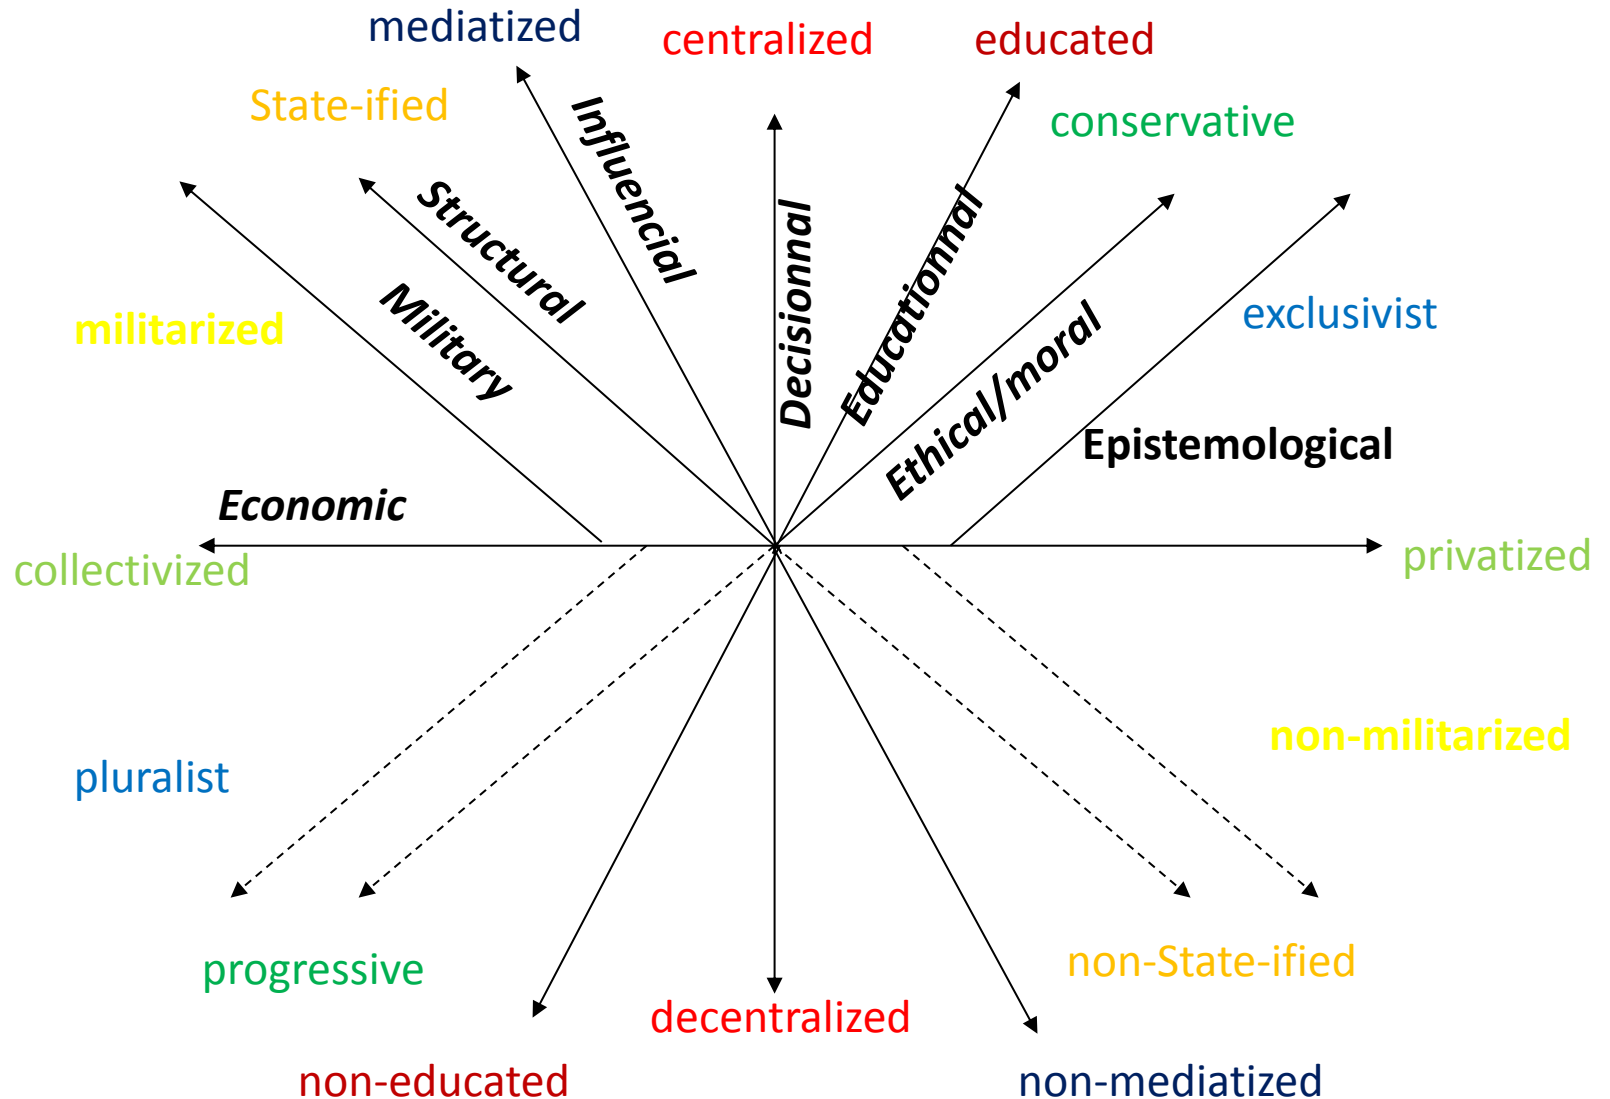 mediatized
centralized
educated
State-ified
conservative
Influencial
Structural
Decisionnal
Educationnal
Military
militarized
exclusivist
Ethical/moral
Epistemological
Economic
collectivized
privatized
non-militarized
pluralist
progressive
non-State-ified
decentralized
non-educated
non-mediatized